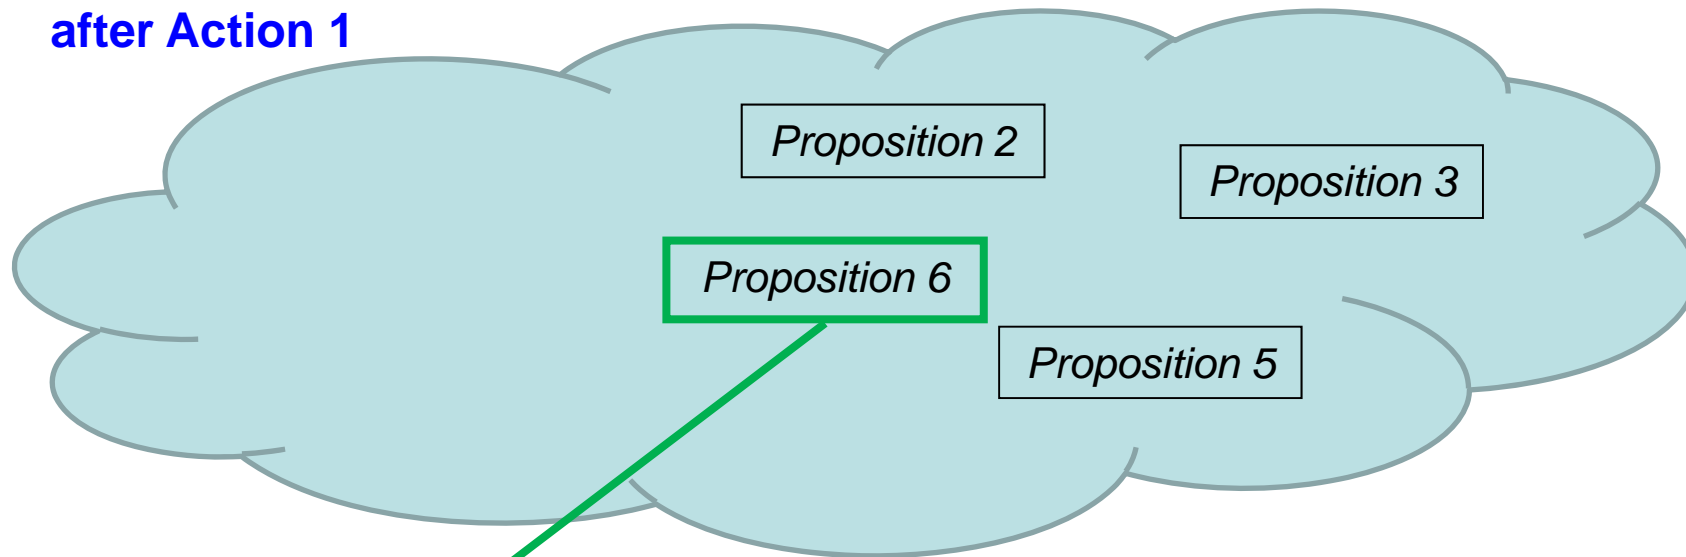 after Action 1
Proposition 2
Proposition 3
Proposition 6
Proposition 5